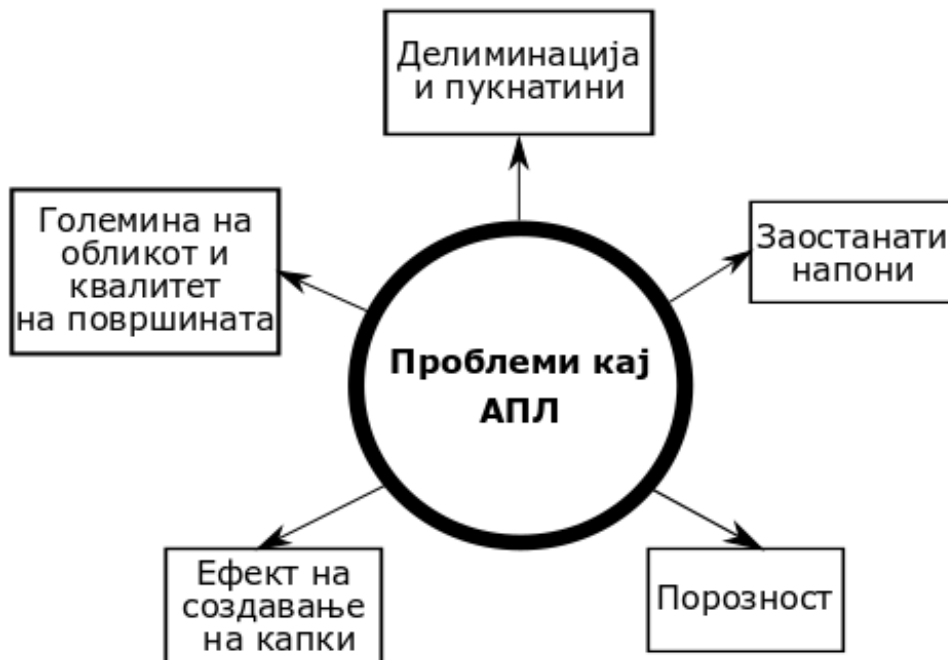 Делиминација
и пукнатини
Големина на
обликот и
квалитет
на површината
Заостанати
напони
Проблеми кај
АПЛ
Ефект на
создавање
на капки
Порозност